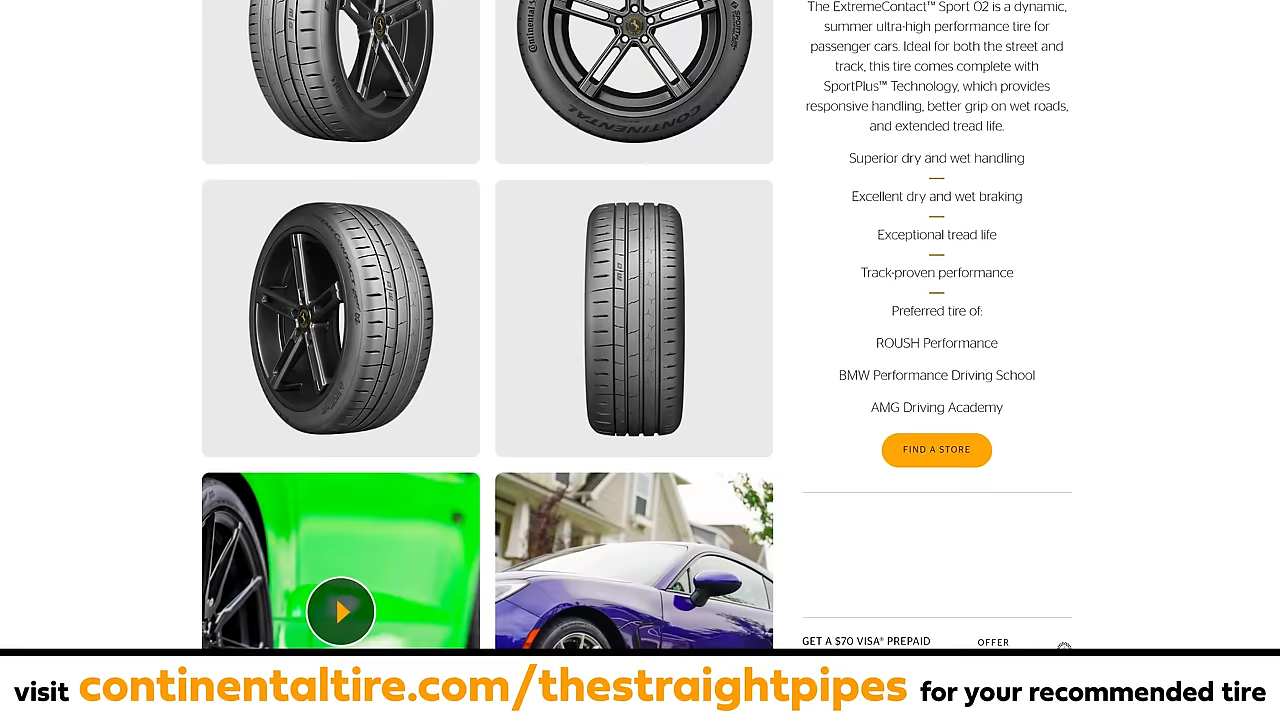 The ExtremeContact™ Sport 02 is a dynamic,
summer ultra-high performance tire for
passenger cars. Ideal for both the street and
track, this tire comes complete with
SportPlus™ Technology, which provides
responsive handling, better grip on wet roads,
and extended tread life.
Superior dry and wet handling
Excellent dry and wet braking
Exceptional tread life
Track-proven performance
Preferred tire of:
ROUSH Performance
BMW Performance Driving School
AMG Driving Academy
FIND A STORE
CONTINENTAL
GET A $70 VISA® PREPAID
OFFER
visit continentaltire.com/thestraightpipes for your recommended tire